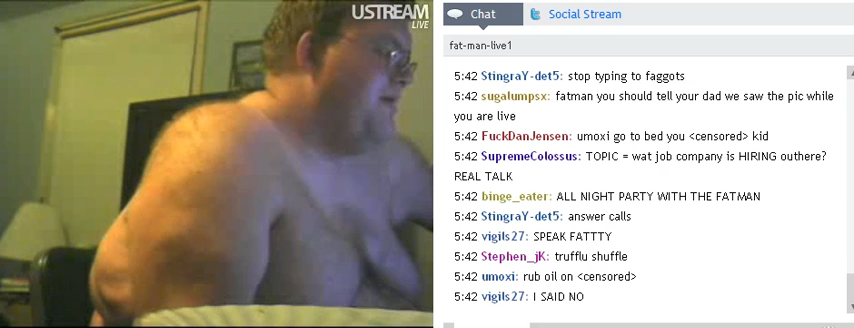 USTREAM
LIVE
Chat
Social Stream
fat-man-live1
5:42 StingraY-det5: stop typing to faggots
5:42 sugalumpsx: fatman you should tell your dad we saw the pic while
you are live
5:42 FuckDanJensen: umoxi go to bed you <censored> kid
5:42 SupremeColossus: TOPIC = wat job company is HIRING outhere?
REAL TALK
5:42 binge_eater: ALL NIGHT PARTY WITH THE FATMAN
5:42 StingraY-det5: answer calls
5:42 vigils27: SPEAK FATTTY
5:42 Stephen_jK: trufflu shuffle
5:42 umoxi: rub oil on <censored>
5:42 vigils27: I SAID NO